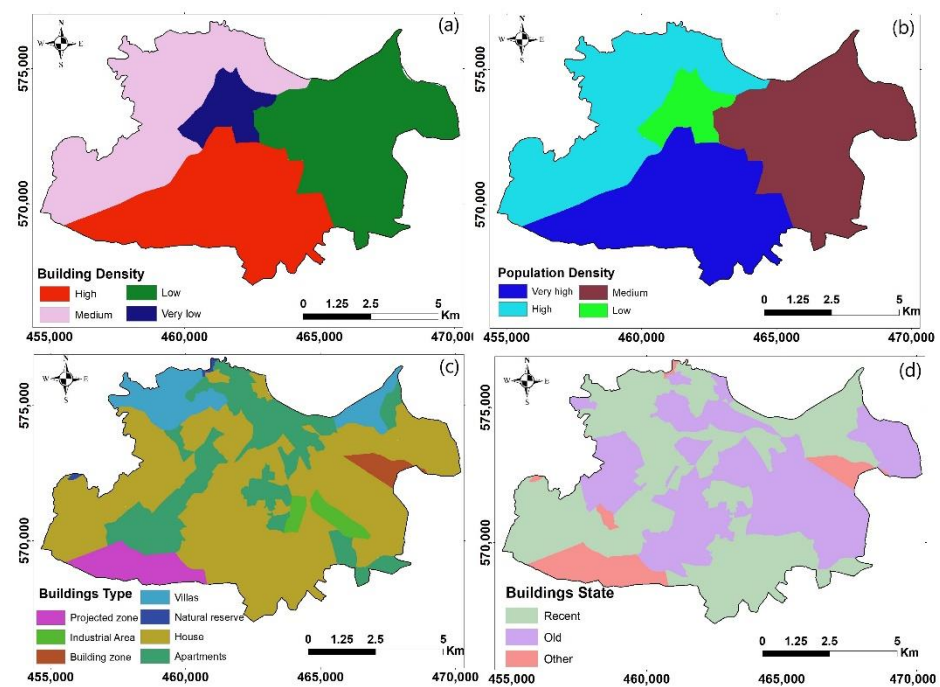 (a)
N
W E
S
575,000
570,000
Building Density
High
Low
Medium
Very low
0 1.25 2.5 5
Km
455,000 460,000 465,000 470,000
(b)
N
W E
S
575,000
570,000
Population Density
Very high
Medium
High
Low
0 1.25 2.5 5
Km
455,000 460,000 465,000 470,000
(c)
N
W E
S
575,000
570,000
Buildings Type
Villas
Projected zone
Natural reserve
Industrial Area
House
Building zone
Apartments
0 1.25 2.5 5
Km
455,000 460,000 465,000 470,000
(d)
N
W E
S
575,000
570,000
Buildings State
Recent
Old
Other
0 1.25 2.5 5
Km
455,000 460,000 465,000 470,000